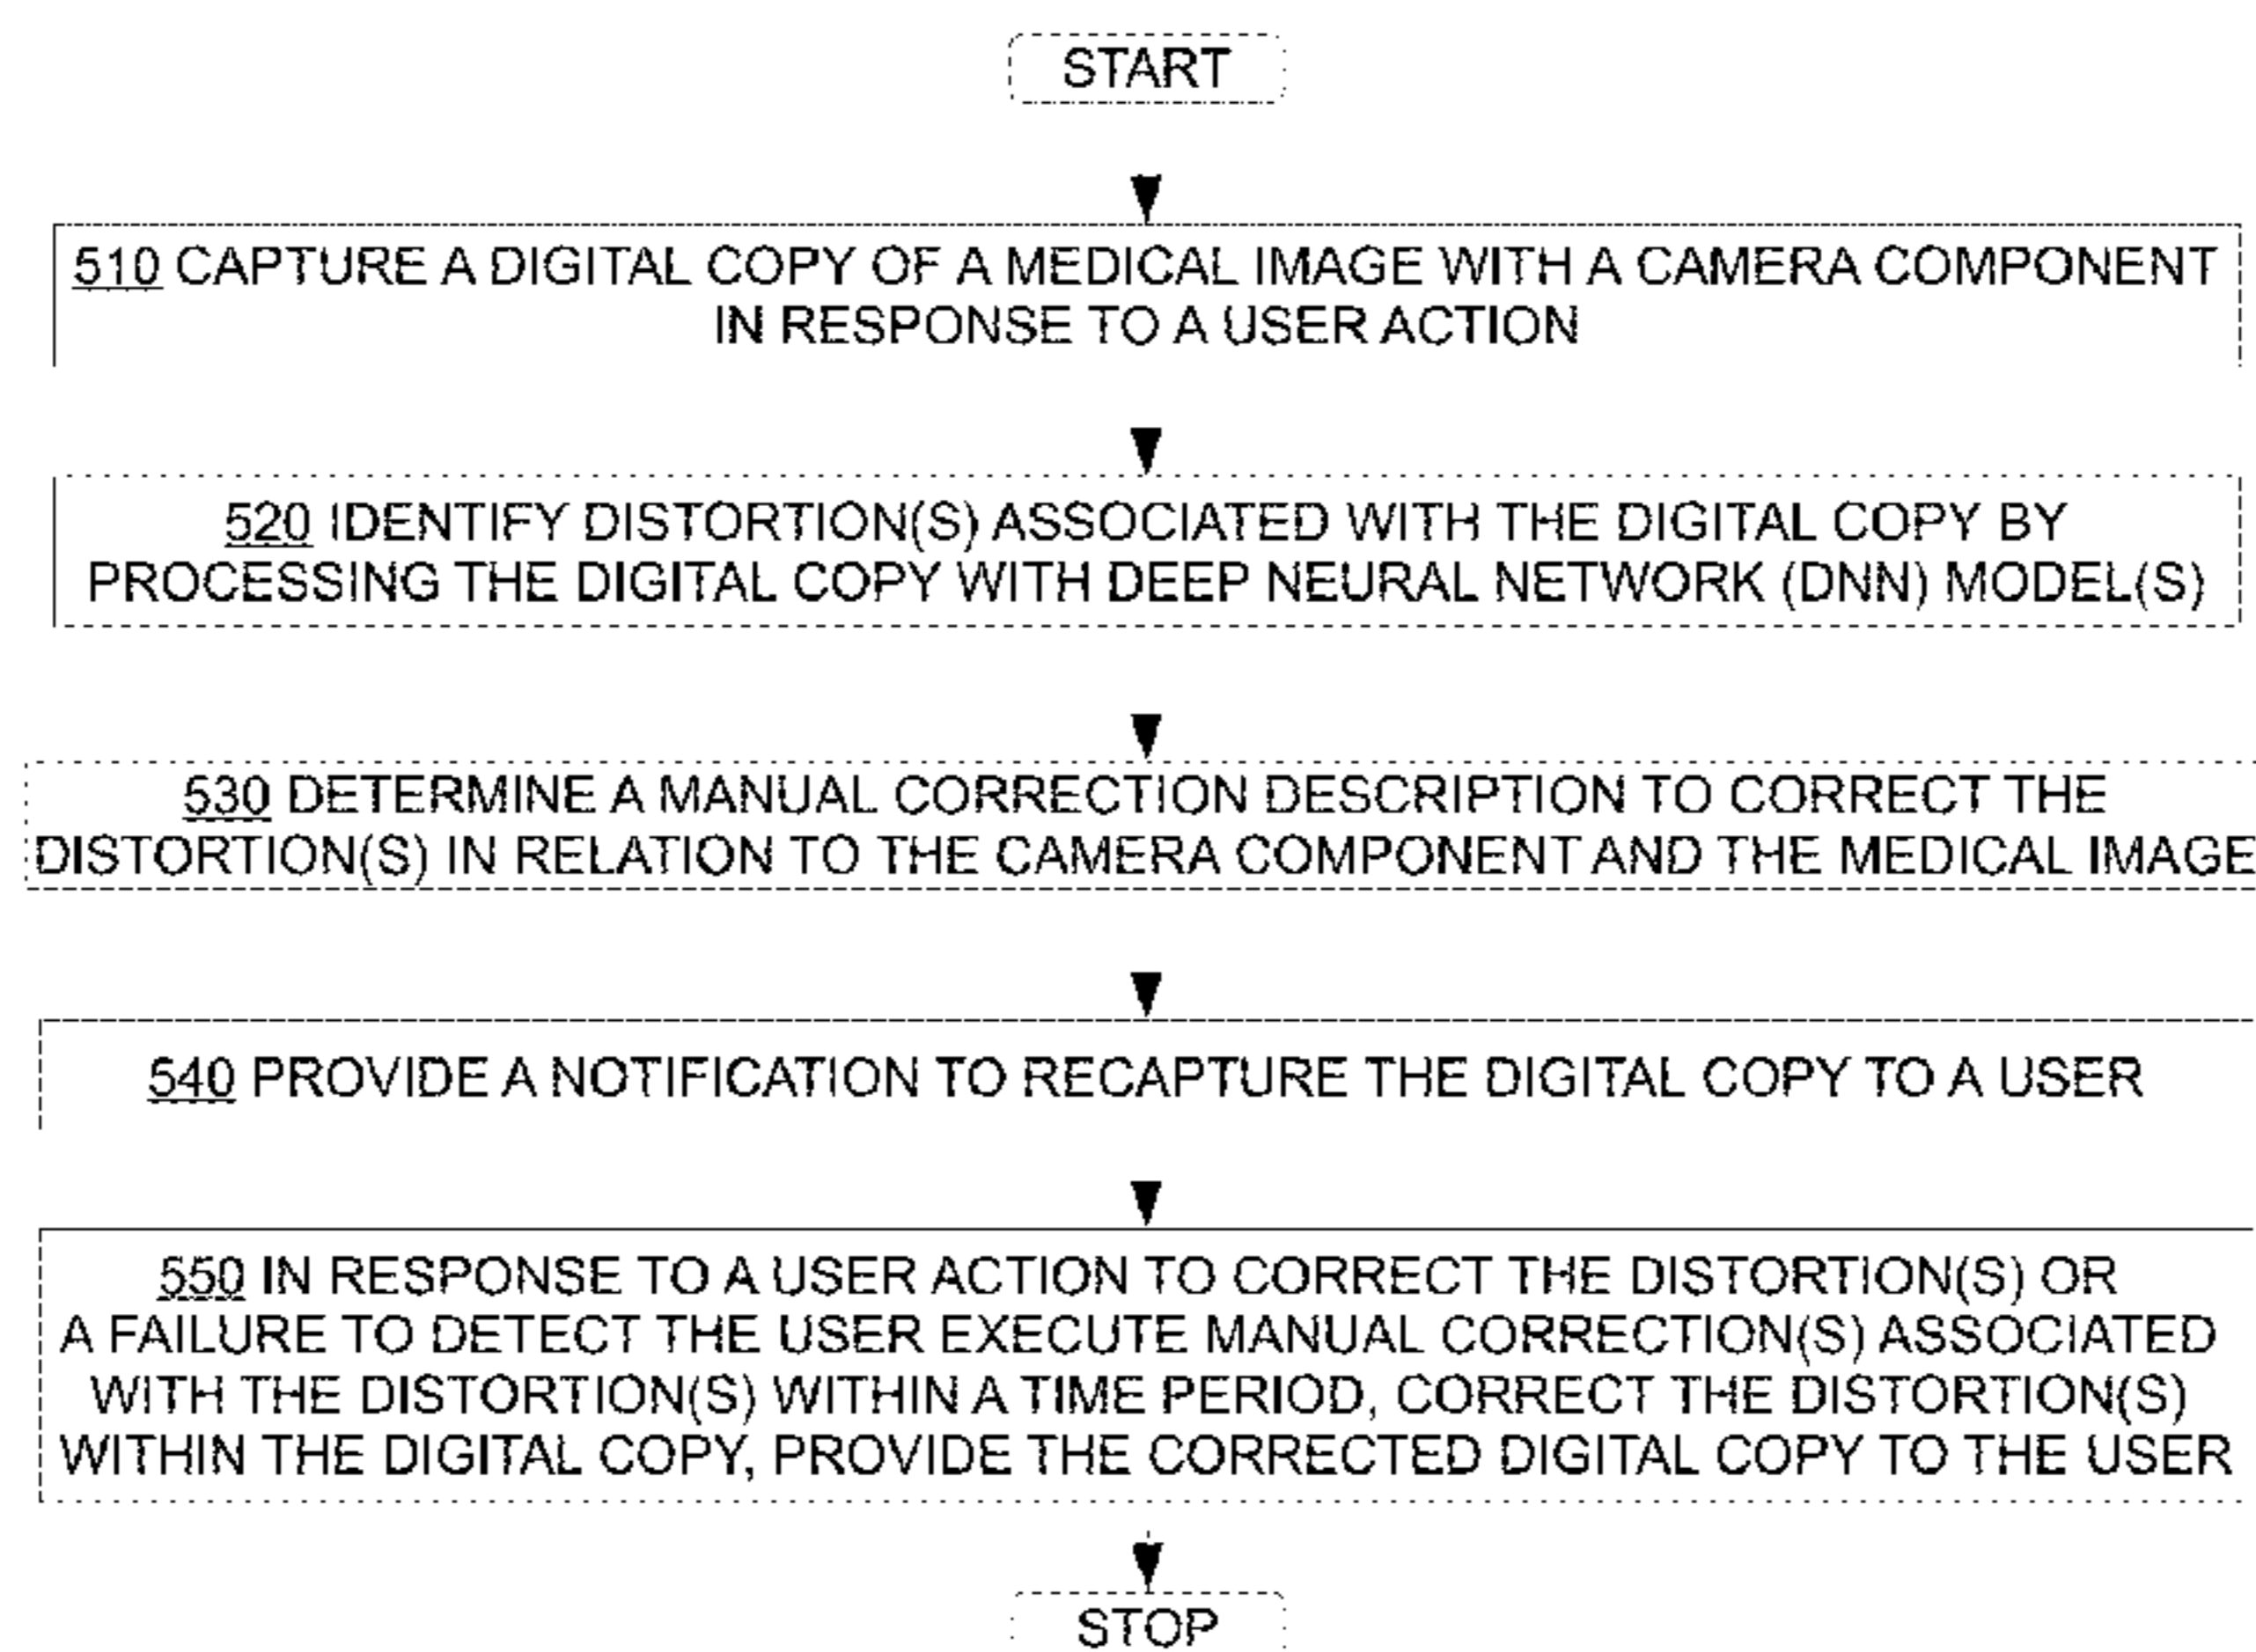 START
510 CAPTURE A DIGITAL COPY OF A MEDICAL IMAGE WITH A CAMERA COMPONENT
IN RESPONSE TO A USER ACTION
520 IDENTIFY DISTORTION(S) ASSOCIATED WITH THE DIGITAL COPY BY
PROCESSING THE DIGITAL COPY WITH DEEP NEURAL NETWORK (DNN) MODEL(S)
530 DETERMINE A MANUAL CORRECTION DESCRIPTION TO CORRECT THE
DISTORTION(S) IN RELATION TO THE CAMERA COMPONENT AND THE MEDICAL IMAGE
540 PROVIDE A NOTIFICATION TO RECAPTURE THE DIGITAL COPY TO A USER
550 IN RESPONSE TO A USER ACTION TO CORRECT THE DISTORTION(S) OR
A FAILURE TO DETECT THE USER EXECUTE MANUAL CORRECTION(S) ASSOCIATED
WITH THE DISTORTION(S) WITHIN A TIME PERIOD, CORRECT THE DISTORTION(S)
WITHIN THE DIGITAL COPY, PROVIDE THE CORRECTED DIGITAL COPY TO THE USER
STOP